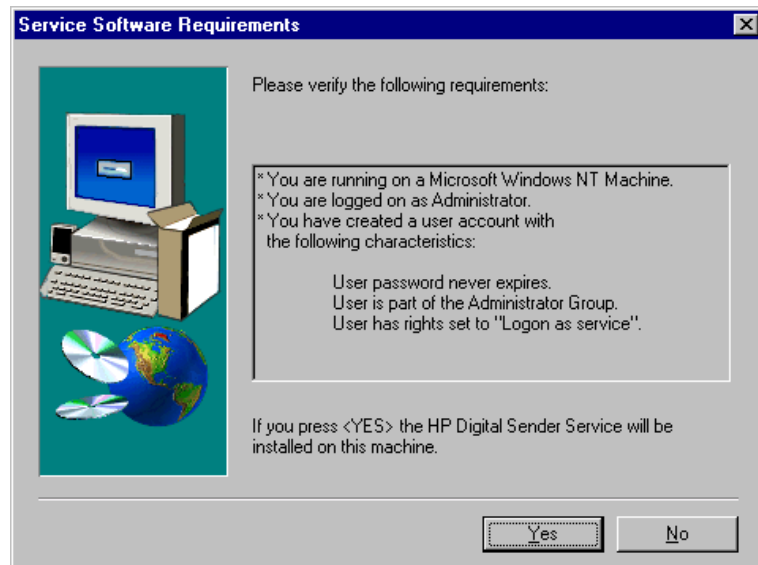 Service Software Requirements
Please verify the following requirements:
* You are running on a Microsoft Windows NT Machine.
* You are logged on as Administrator.
* You have created a user account with
the following characteristics:
User password never expires.
User is part of the Administrator Group.
User has rights set to "Logon as service".
If you press <YES> the HP Digital Sender Service will be
installed on this machine.
Yes
No